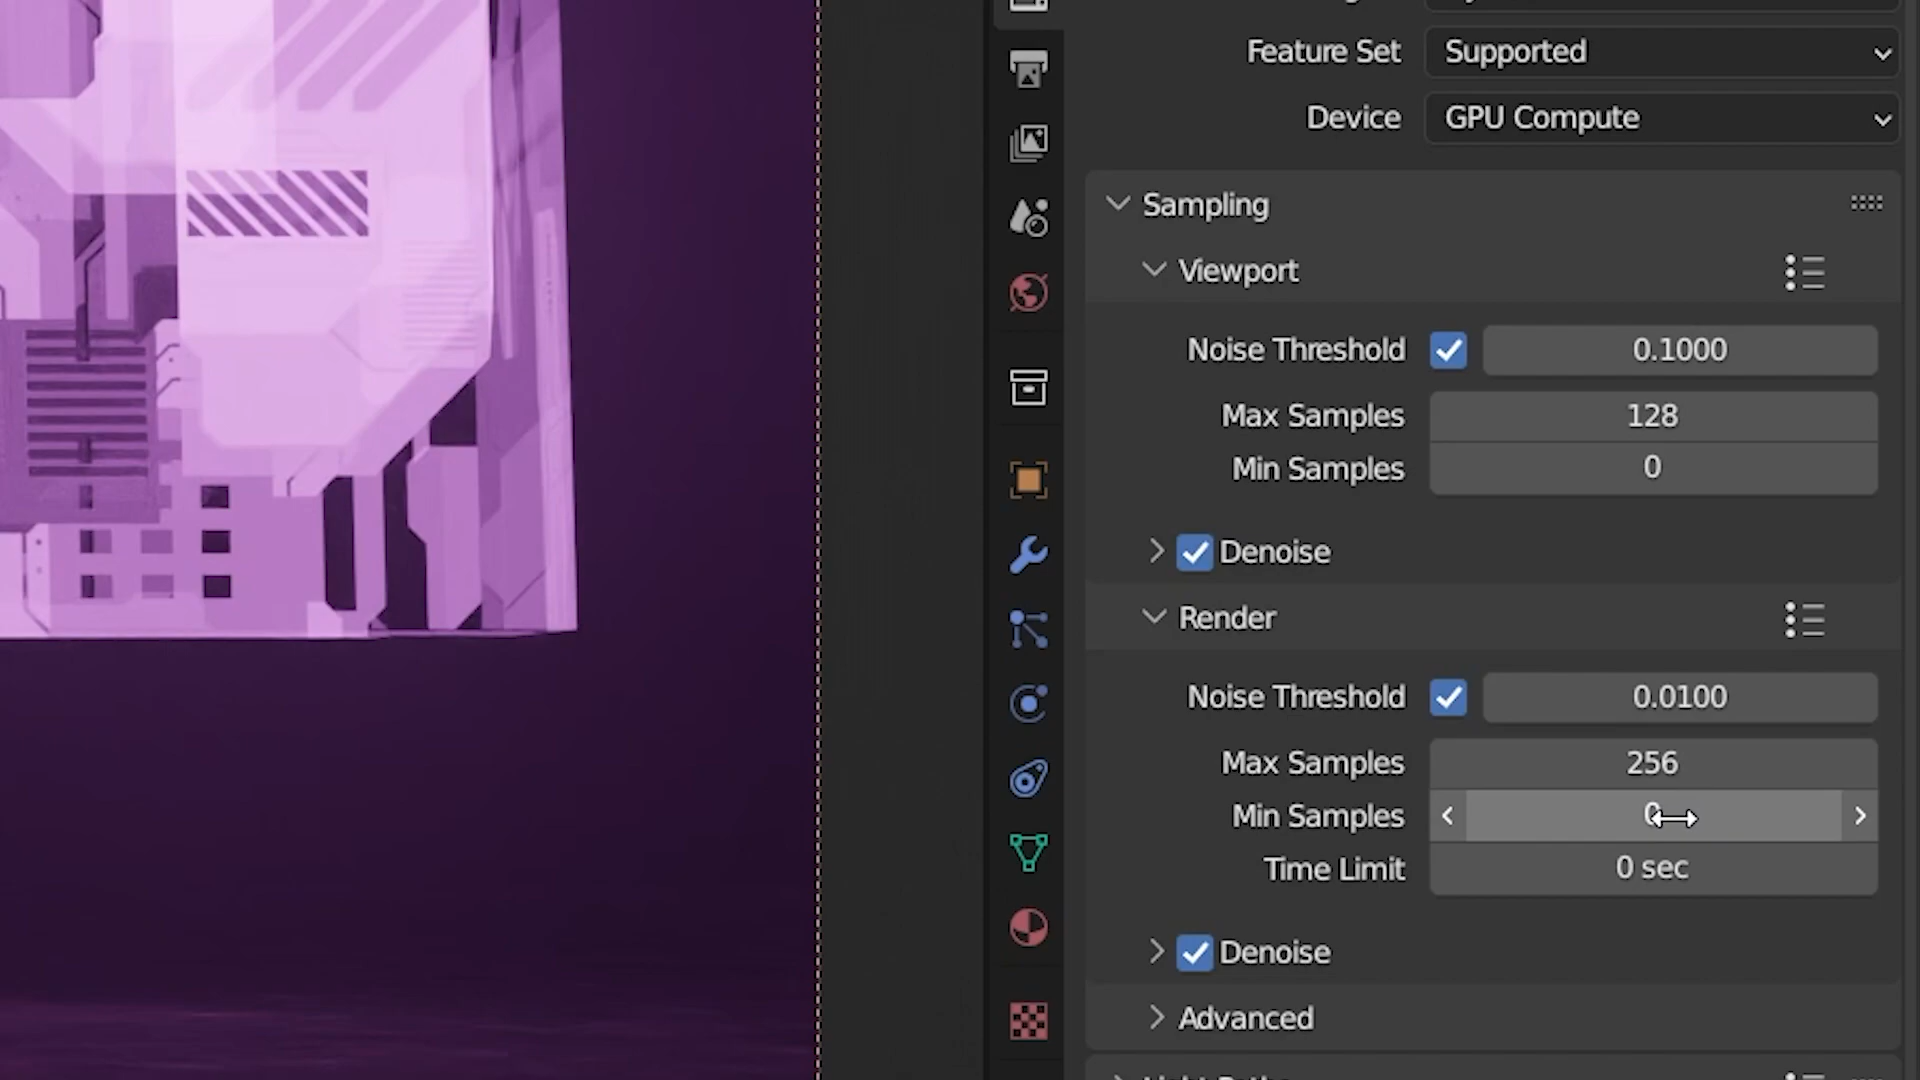 Feature Set Supported
Device GPU Compute
Sampling
Viewport
Noise Threshold 0.1000
Max Samples 128
Min Samples 0
Denoise
Render
Noise Threshold 0.0100
Max Samples 256
Min Samples 0
Time Limit 0 sec
Denoise
Advanced